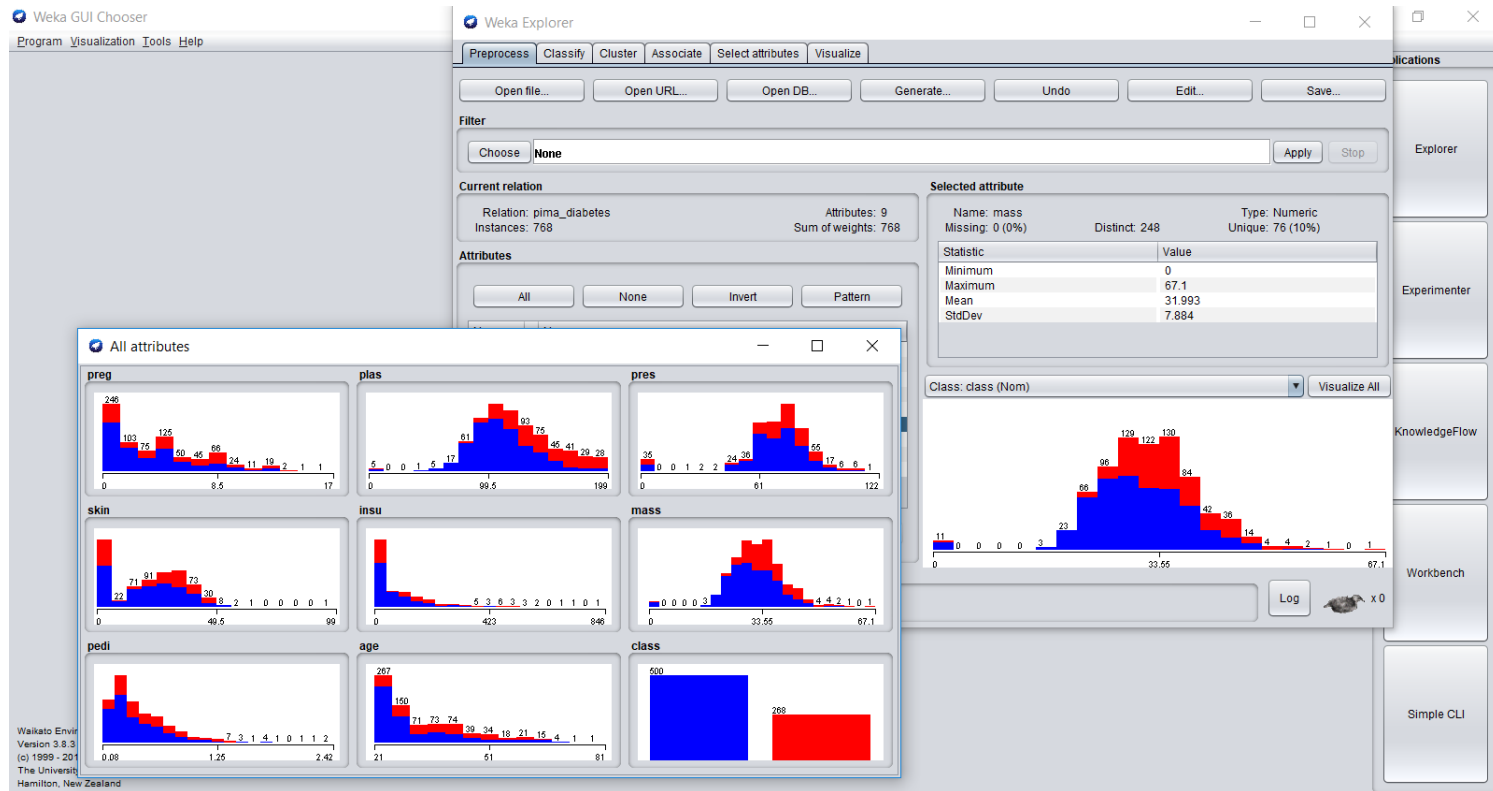 Weka GUI Chooser
Program Visualization Tools Help
Weka Explorer
Preprocess Classify Cluster Associate Select attributes Visualize
Open file... Open URL... Open DB... Generate... Undo Edit... Save...
Filter
Choose None Apply Stop
Current relation
Relation: pima_diabetes Attributes: 9
Instances: 768 Sum of weights: 768
Attributes
All None Invert Pattern
Selected attribute
Name: mass Type: Numeric
Missing: 0 (0%) Distinct: 248 Unique: 76 (10%)
Statistic Value
Minimum 0
Maximum 67.1
Mean 31.993
StdDev 7.884
Class: class (Nom) Visualize All
11 0 0 0 0 3 23 66 96 129 122 130 84 42 36 14 4 4 2 1 0 1
0 33.55 67.1
Log x 0
plications
Explorer
Experimenter
KnowledgeFlow
Workbench
Simple CLI
All attributes
preg
246 103 75 125 50 45 66 24 11 19 2 1 1
0 8.5 17
plas
5 0 0 1 5 17 61 93 75 45 41 29 28
0 99.5 199
pres
35 0 0 1 2 2 24 36 55 17 6 6 1
0 61 122
skin
22 71 91 73 30 8 2 1 0 0 0 0 1
0 49.5 99
insu
5 3 6 3 3 2 0 1 1 0 1
0 423 846
mass
0 0 0 0 3 4 4 2 1 0 1
0 33.55 67.1
pedi
7 3 1 4 1 0 1 1 2
0.08 1.25 2.42
age
267 150 71 73 74 39 34 18 21 15 4 1 1
21 51 81
class
500 268
Waikato Envir
Version 3.8.3
(c) 1999 - 201
The Universit
Hamilton, New Zealand